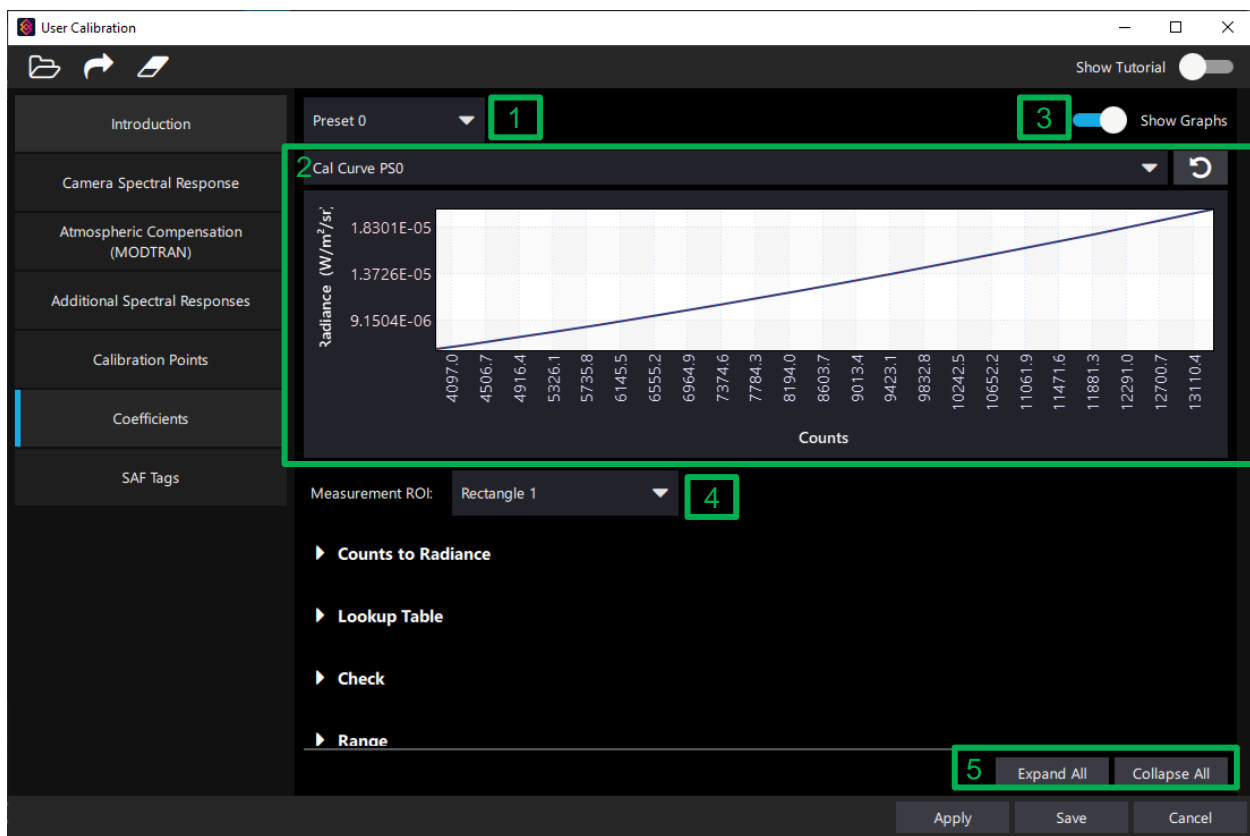 User Calibration
Show Tutorial
Introduction
Camera Spectral Response
Atmospheric Compensation
(MODTRAN)
Additional Spectral Responses
Calibration Points
Coefficients
SAF Tags
Preset 0
1
3
Show Graphs
2
Cal Curve PS0
Radiance (W/m²/sr)
1.8301E-05
1.3726E-05
9.1504E-06
4097.0
4506.7
4916.4
5326.1
5735.8
6145.5
6555.2
6964.9
7374.6
7784.3
8194.0
8603.7
9013.4
9423.1
9832.8
10242.5
10652.2
11061.9
11471.6
11881.3
12291.0
12700.7
13110.4
Counts
Measurement ROI:
Rectangle 1
4
Counts to Radiance
Lookup Table
Check
Range
5
Expand All
Collapse All
Apply
Save
Cancel